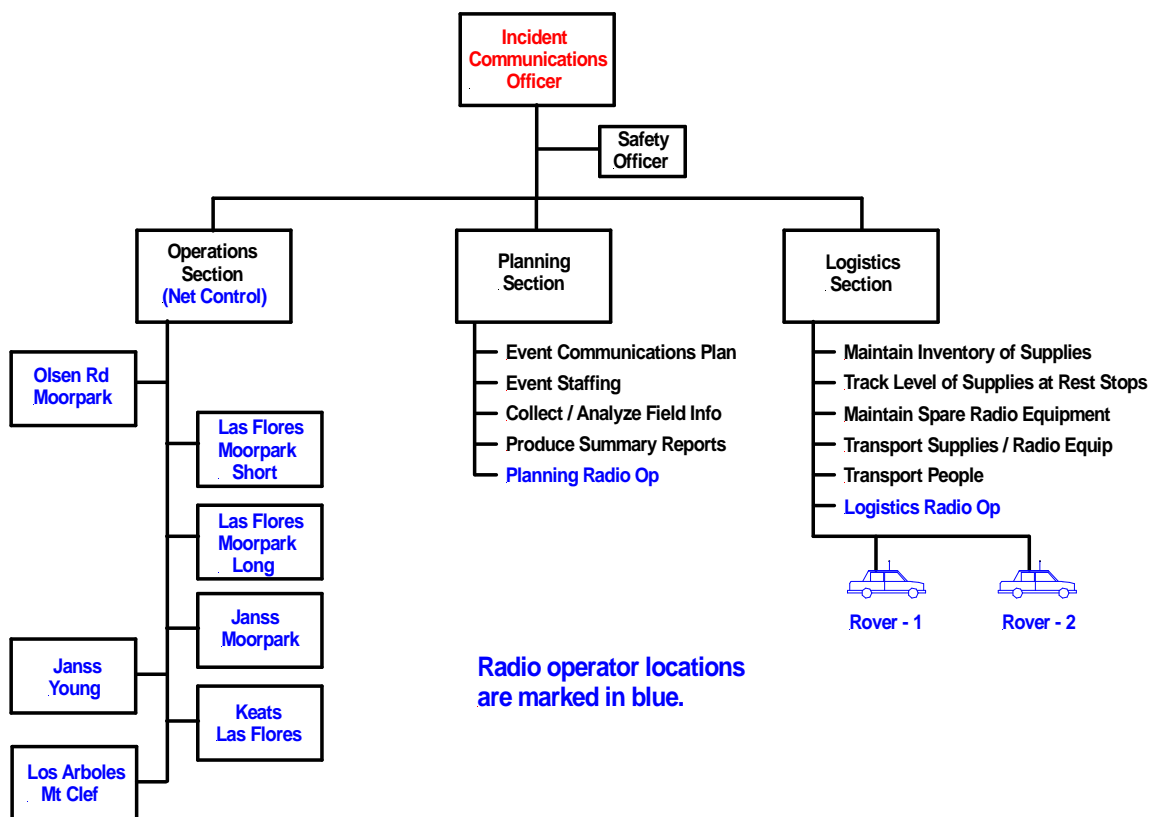 Incident
Communications
Officer
Safety
Officer
Operations
Section
(Net Control)
Planning
Section
Logistics
Section
Olsen Rd
Moorpark
Las Flores
Moorpark
Short
Las Flores
Moorpark
Long
Janss
Moorpark
Janss
Young
Keats
Las Flores
Los Arboles
Mt Clef
Event Communications Plan
Event Staffing
Collect / Analyze Field Info
Produce Summary Reports
Planning Radio Op
Maintain Inventory of Supplies
Track Level of Supplies at Rest Stops
Maintain Spare Radio Equipment
Transport Supplies / Radio Equip
Transport People
Logistics Radio Op
Rover - 1
Rover - 2
Radio operator locations
are marked in blue.